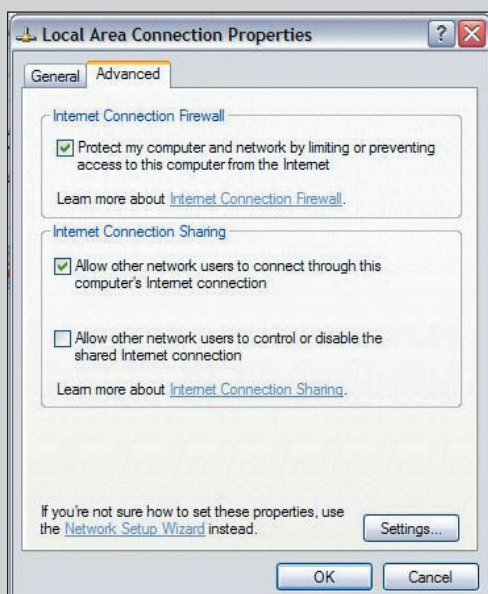 Local Area Connection Properties
General
Advanced
Internet Connection Firewall
Protect my computer and network by limiting or preventing
access to this computer from the Internet
Learn more about Internet Connection Firewall.
Internet Connection Sharing
Allow other network users to connect through this
computer's Internet connection
Allow other network users to control or disable the
shared Internet connection
Learn more about Internet Connection Sharing.
If you're not sure how to set these properties, use
the Network Setup Wizard instead.
Settings...
OK
Cancel